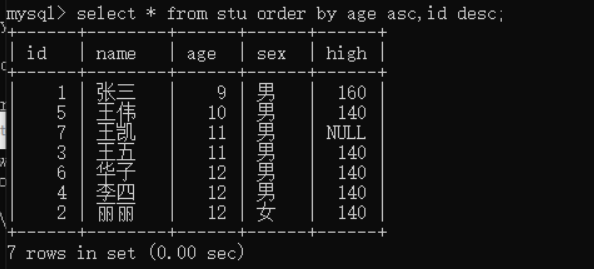 mysql> select * from stu order by age asc,id desc;
| id | name | age | sex | high |
| 1 | 张三 | 9 | 男 | 160 |
| 5 | 王伟 | 10 | 男 | 140 |
| 7 | 王凯 | 11 | 男 | NULL |
| 3 | 王五 | 11 | 男 | 140 |
| 6 | 华子 | 12 | 男 | 140 |
| 4 | 李四 | 12 | 男 | 140 |
| 2 | 丽丽 | 12 | 女 | 140 |
7 rows in set (0.00 sec)